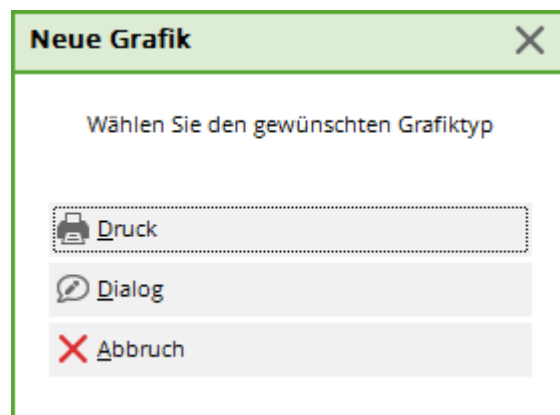 Neue Grafik
Wählen Sie den gewünschten Grafiktyp
Druck
Dialog
Abbruch